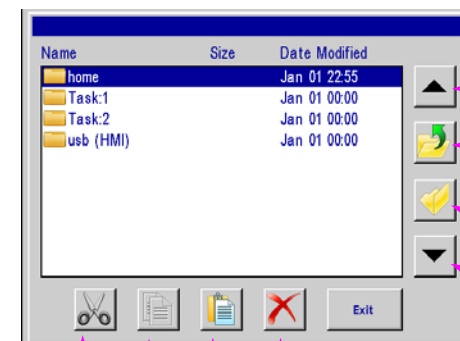 Name Size Date Modified
home Jan 01 22:55
Task:1 Jan 01 00:00
Task:2 Jan 01 00:00
usb (HMI) Jan 01 00:00
Exit